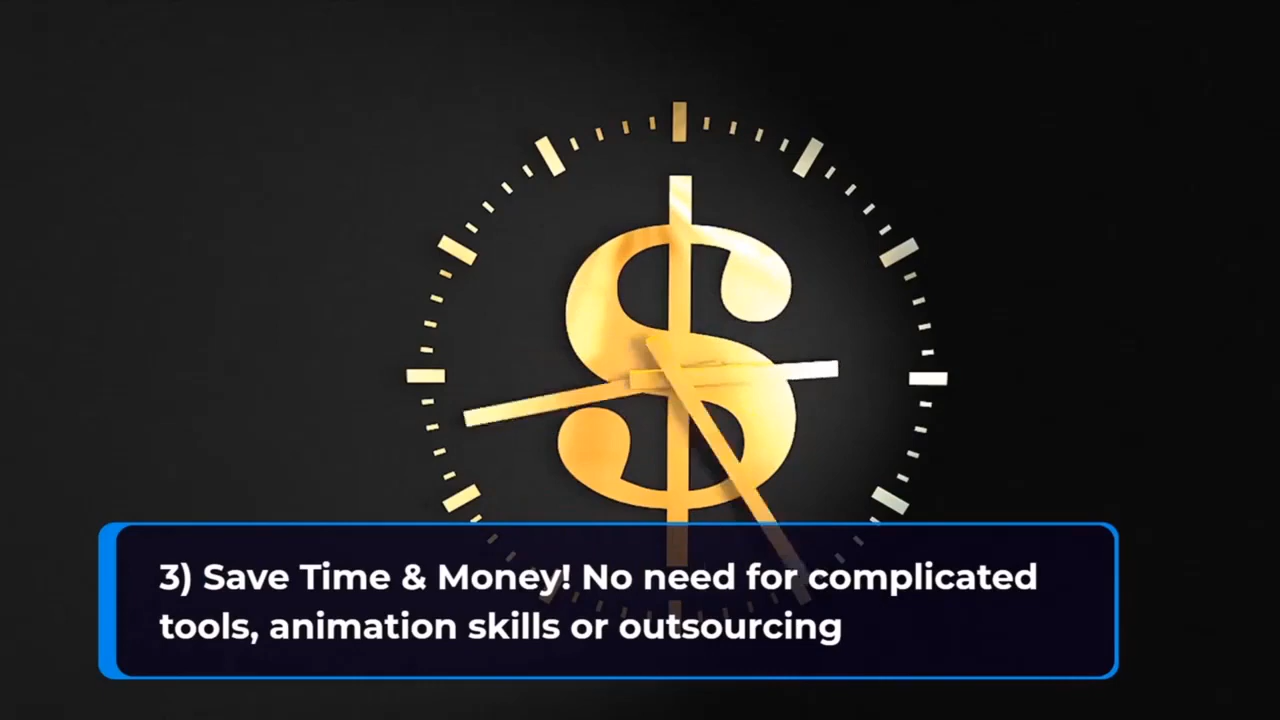 $
3) Save Time & Money! No need for complicated
tools, animation skills or outsourcing